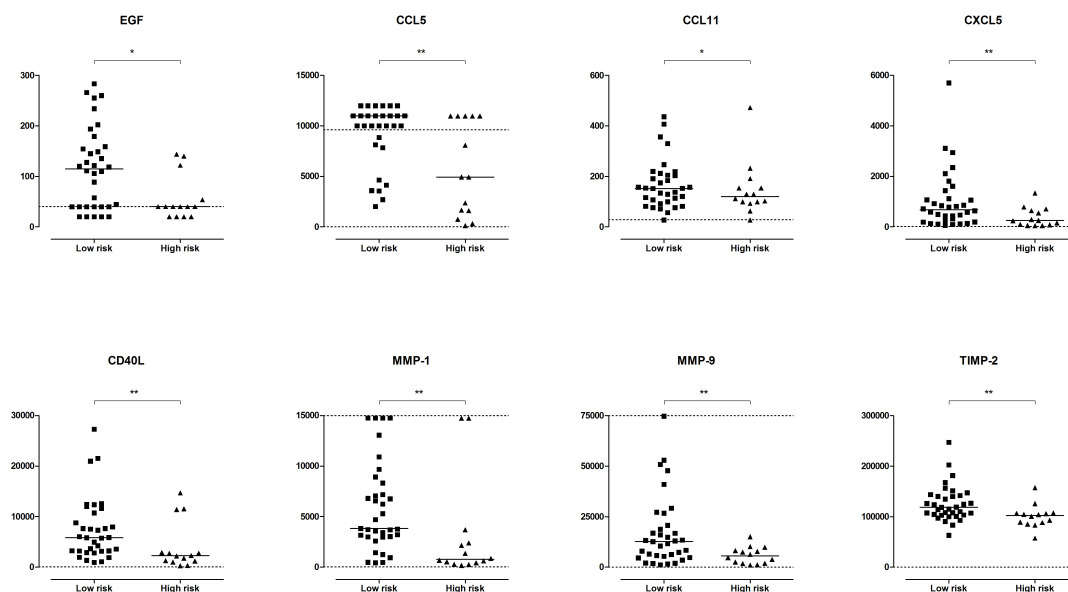 EGF
*
300
200
100
0
Low risk High risk
CCL5
**
15000
10000
5000
0
Low risk High risk
CCL11
*
600
400
200
0
Low risk High risk
CXCL5
**
6000
4000
2000
0
Low risk High risk
CD40L
**
30000
20000
10000
0
Low risk High risk
MMP-1
**
15000
10000
5000
0
Low risk High risk
MMP-9
**
75000
50000
25000
0
Low risk High risk
TIMP-2
**
300000
200000
100000
0
Low risk High risk